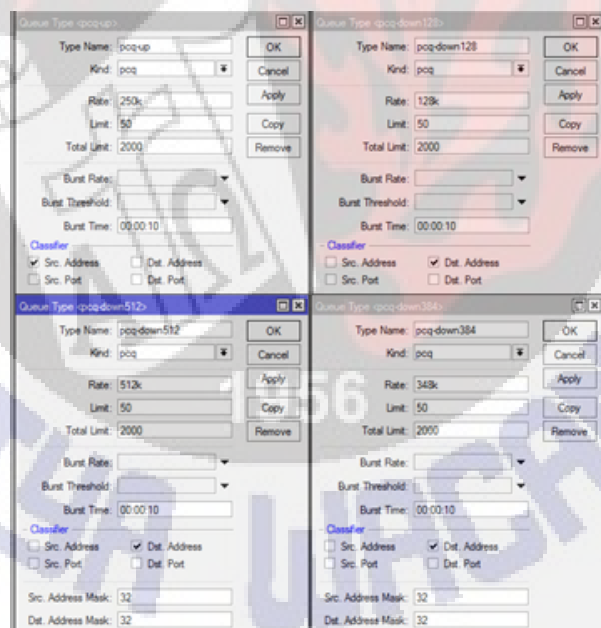 Queue Type <pcq-up>
Type Name: pcq-up OK
Kind: pcq Cancel
Rate: 250k Apply
Limit: 50 Copy
Total Limit: 2000 Remove
Burst Rate:
Burst Threshold:
Burst Time: 00:00:10
Classifier
Src. Address Dst. Address
Src. Port Dst. Port
Queue Type <pcq-down128>
Type Name: pcq-down128 OK
Kind: pcq Cancel
Rate: 128k Apply
Limit: 50 Copy
Total Limit: 2000 Remove
Burst Rate:
Burst Threshold:
Burst Time: 00:00:10
Classifier
Src. Address Dst. Address
Src. Port Dst. Port
Queue Type <pcq-down512>
Type Name: pcq-down512 OK
Kind: pcq Cancel
Rate: 512k Apply
Limit: 50 Copy
Total Limit: 2000 Remove
Burst Rate:
Burst Threshold:
Burst Time: 00:00:10
Classifier
Src. Address Dst. Address
Src. Port Dst. Port
Src. Address Mask: 32
Dst. Address Mask: 32
Queue Type <pcq-down384>
Type Name: pcq-down384 OK
Kind: pcq Cancel
Rate: 348k Apply
Limit: 50 Copy
Total Limit: 2000 Remove
Burst Rate:
Burst Threshold:
Burst Time: 00:00:10
Classifier
Src. Address Dst. Address
Src. Port Dst. Port
Src. Address Mask: 32
Dst. Address Mask: 32
1956